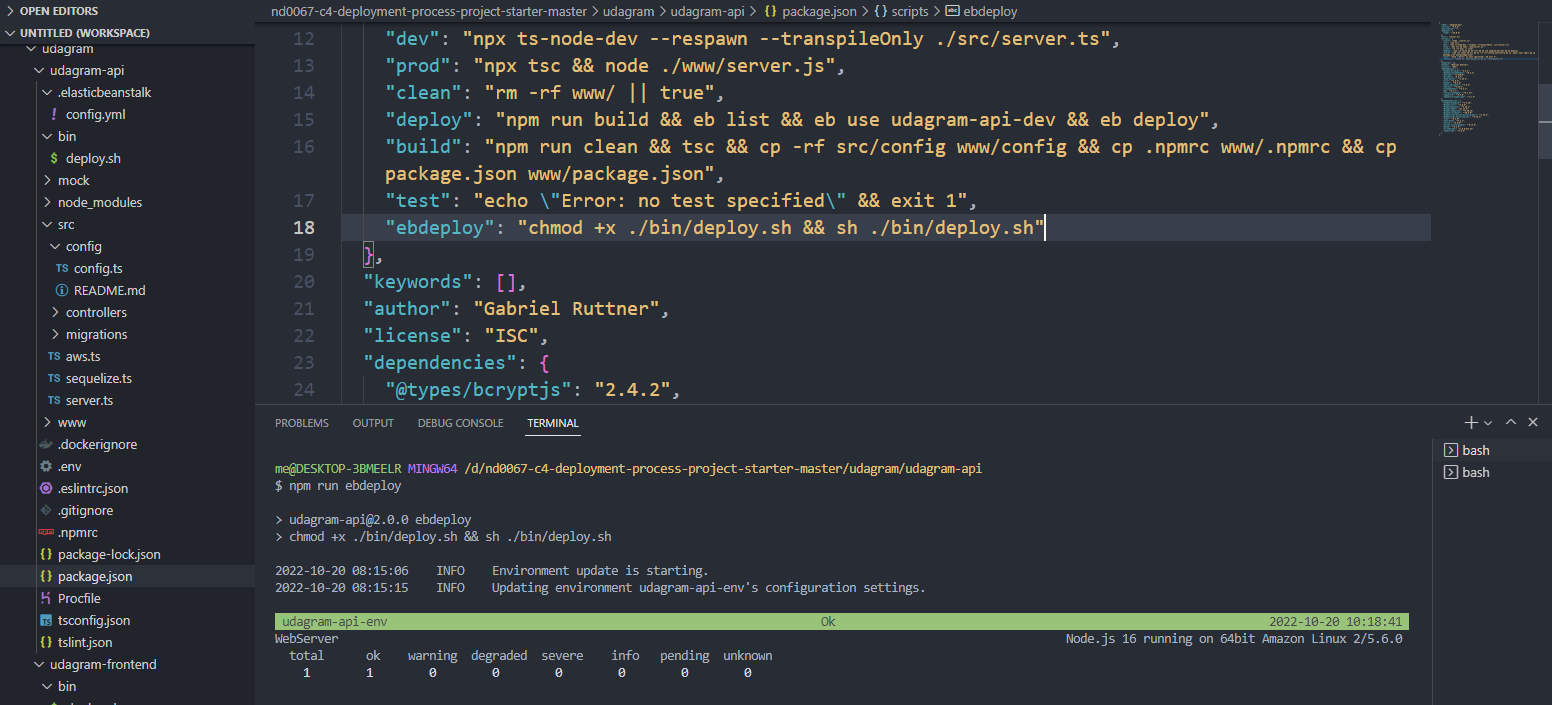 OPEN EDITORS
UNTITLED (WORKSPACE)
udagram
udagram-api
.elasticbeanstalk
! config.yml
bin
$ deploy.sh
mock
node_modules
src
config
TS config.ts
README.md
controllers
migrations
TS aws.ts
TS sequelize.ts
TS server.ts
www
.dockerignore
.env
.eslintrc.json
.gitignore
.npmrc
{} package-lock.json
{} package.json
Procfile
tsconfig.json
{} tslint.json
udagram-frontend
bin
nd0067-c4-deployment-process-project-starter-master > udagram > udagram-api > {} package.json > {} scripts > ebdeploy
12 "dev": "npx ts-node-dev --respawn --transpileOnly ./src/server.ts",
13 "prod": "npx tsc && node ./www/server.js",
14 "clean": "rm -rf www/ || true",
15 "deploy": "npm run build && eb list && eb use udagram-api-dev && eb deploy",
16 "build": "npm run clean && tsc && cp -rf src/config www/config && cp .npmrc www/.npmrc && cp
package.json www/package.json",
17 "test": "echo \"Error: no test specified\" && exit 1",
18 "ebdeploy": "chmod +x ./bin/deploy.sh && sh ./bin/deploy.sh"
19 },
20 "keywords": [],
21 "author": "Gabriel Ruttner",
22 "license": "ISC",
23 "dependencies": {
24 "@types/bcryptjs": "2.4.2",
PROBLEMS OUTPUT DEBUG CONSOLE TERMINAL
bash
bash
me@DESKTOP-3BMEELR MINGW64 /d/nd0067-c4-deployment-process-project-starter-master/udagram/udagram-api
$ npm run ebdeploy
> udagram-api@2.0.0 ebdeploy
> chmod +x ./bin/deploy.sh && sh ./bin/deploy.sh
2022-10-20 08:15:06 INFO Environment update is starting.
2022-10-20 08:15:15 INFO Updating environment udagram-api-env's configuration settings.
udagram-api-env Ok 2022-10-20 10:18:41
WebServer Node.js 16 running on 64bit Amazon Linux 2/5.6.0
total ok warning degraded severe info pending unknown
1 1 0 0 0 0 0 0